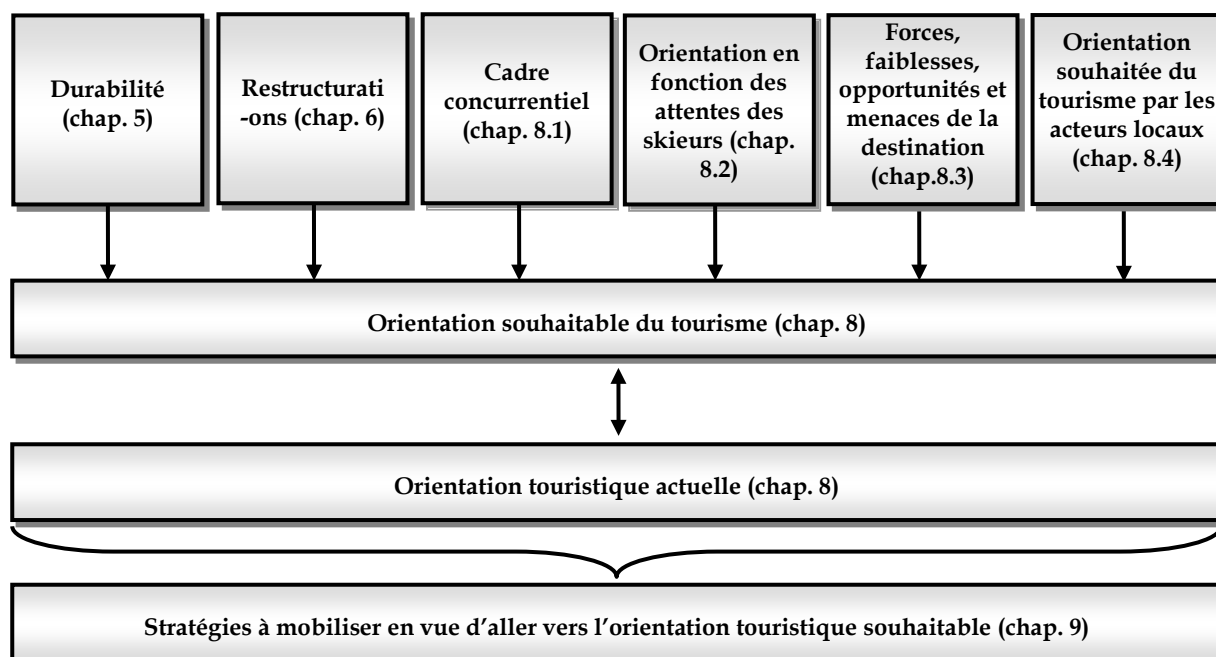 Durabilité
(chap. 5)
Restructurati
-ons (chap. 6)
Cadre
concurrentiel
(chap. 8.1)
Orientation en
fonction des
attentes des
skieurs (chap.
8.2)
Forces,
faiblesses,
opportunités et
menaces de la
destination
(chap.8.3)
Orientation
souhaitée du
tourisme par les
acteurs locaux
(chap. 8.4)
Orientation souhaitable du tourisme (chap. 8)
Orientation touristique actuelle (chap. 8)
Stratégies à mobiliser en vue d’aller vers l’orientation touristique souhaitable (chap. 9)